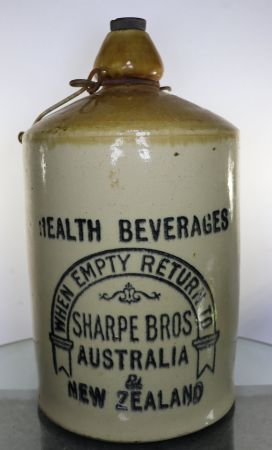 HEALTH BEVERAGES
WHEN EMPTY RETURN TO
SHARPE BROS
AUSTRALIA
&
NEW ZEALAND